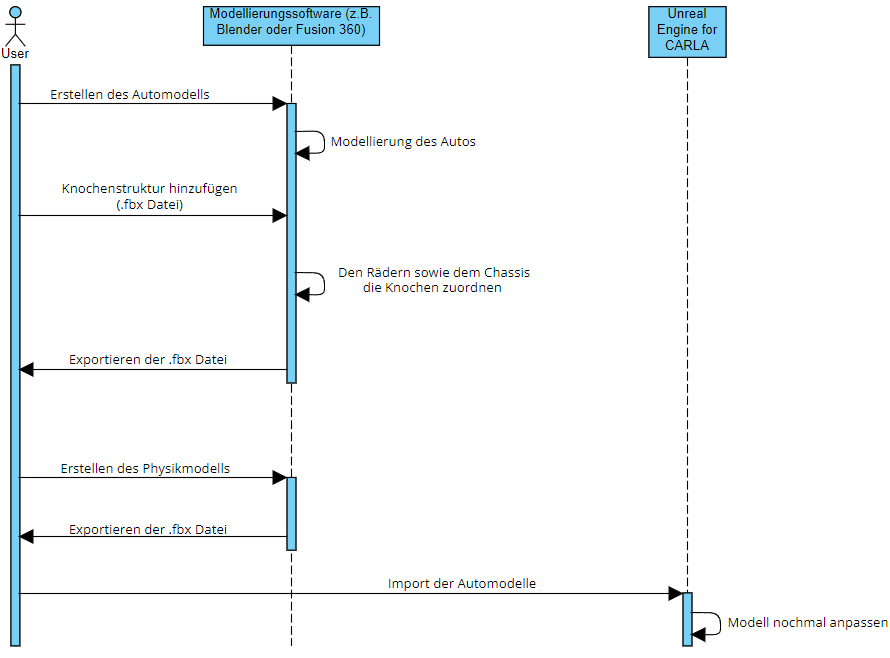 Modellierungssoftware (z.B.
Blender oder Fusion 360)
Unreal
Engine for
CARLA
User
Erstellen des Automodells
Modellierung des Autos
Knochenstruktur hinzufügen
(.fbx Datei)
Den Rädern sowie dem Chassis
die Knochen zuordnen
Exportieren der .fbx Datei
Erstellen des Physikmodells
Exportieren der .fbx Datei
Import der Automodelle
Modell nochmal anpassen